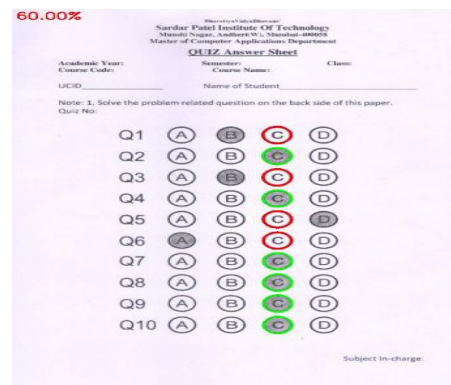 60.00%
Bharatiya Vidya Bhavans'
Sardar Patel Institute Of Technology
Munshi Nagar, Andheri(W), Mumbai-400058
Master of Computer Applications Department
QUIZ Answer Sheet
Academic Year: Semester: Class:
Course Code: Course Name:
UCID Name of Student
Note: 1. Solve the problem related question on the back side of this paper.
Quiz No:
Q1 A B C D
Q2 A B C D
Q3 A B C D
Q4 A B C D
Q5 A B C D
Q6 A B C D
Q7 A B C D
Q8 A B C D
Q9 A B C D
Q10 A B C D
Subject In-charge: